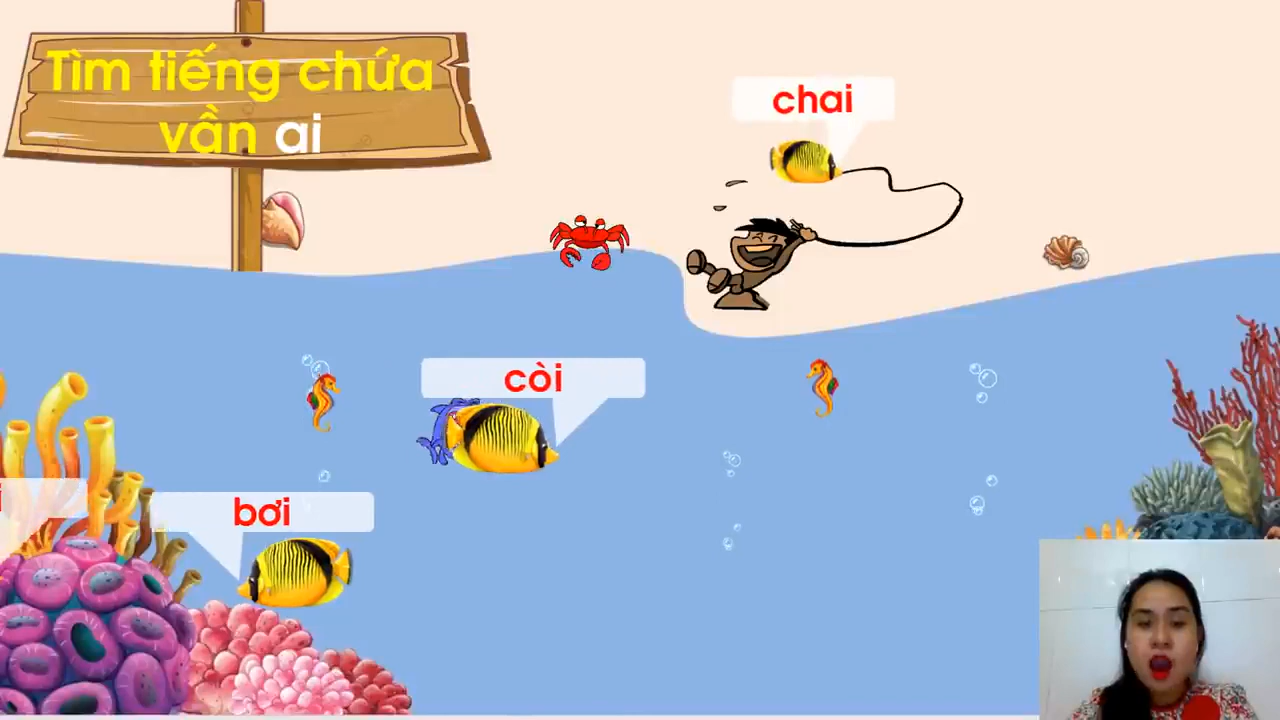 Tìm tiếng chứa
vần ai
chai
còi
bơi